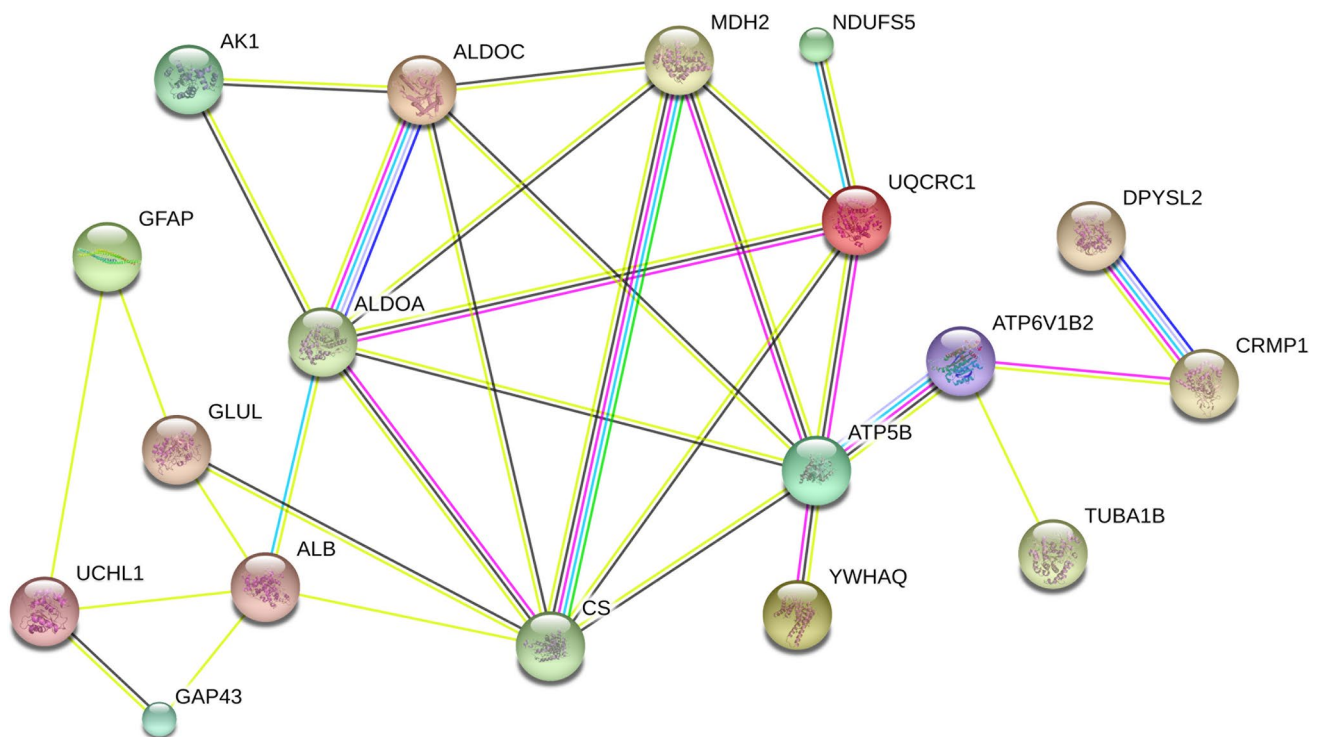 MDH2
NDUFS5
AK1
ALDOC
UQCRC1
DPYSL2
GFAP
ALDOA
ATP6V1B2
CRMP1
GLUL
ATP5B
TUBA1B
ALB
UCHL1
YWHAQ
CS
GAP43